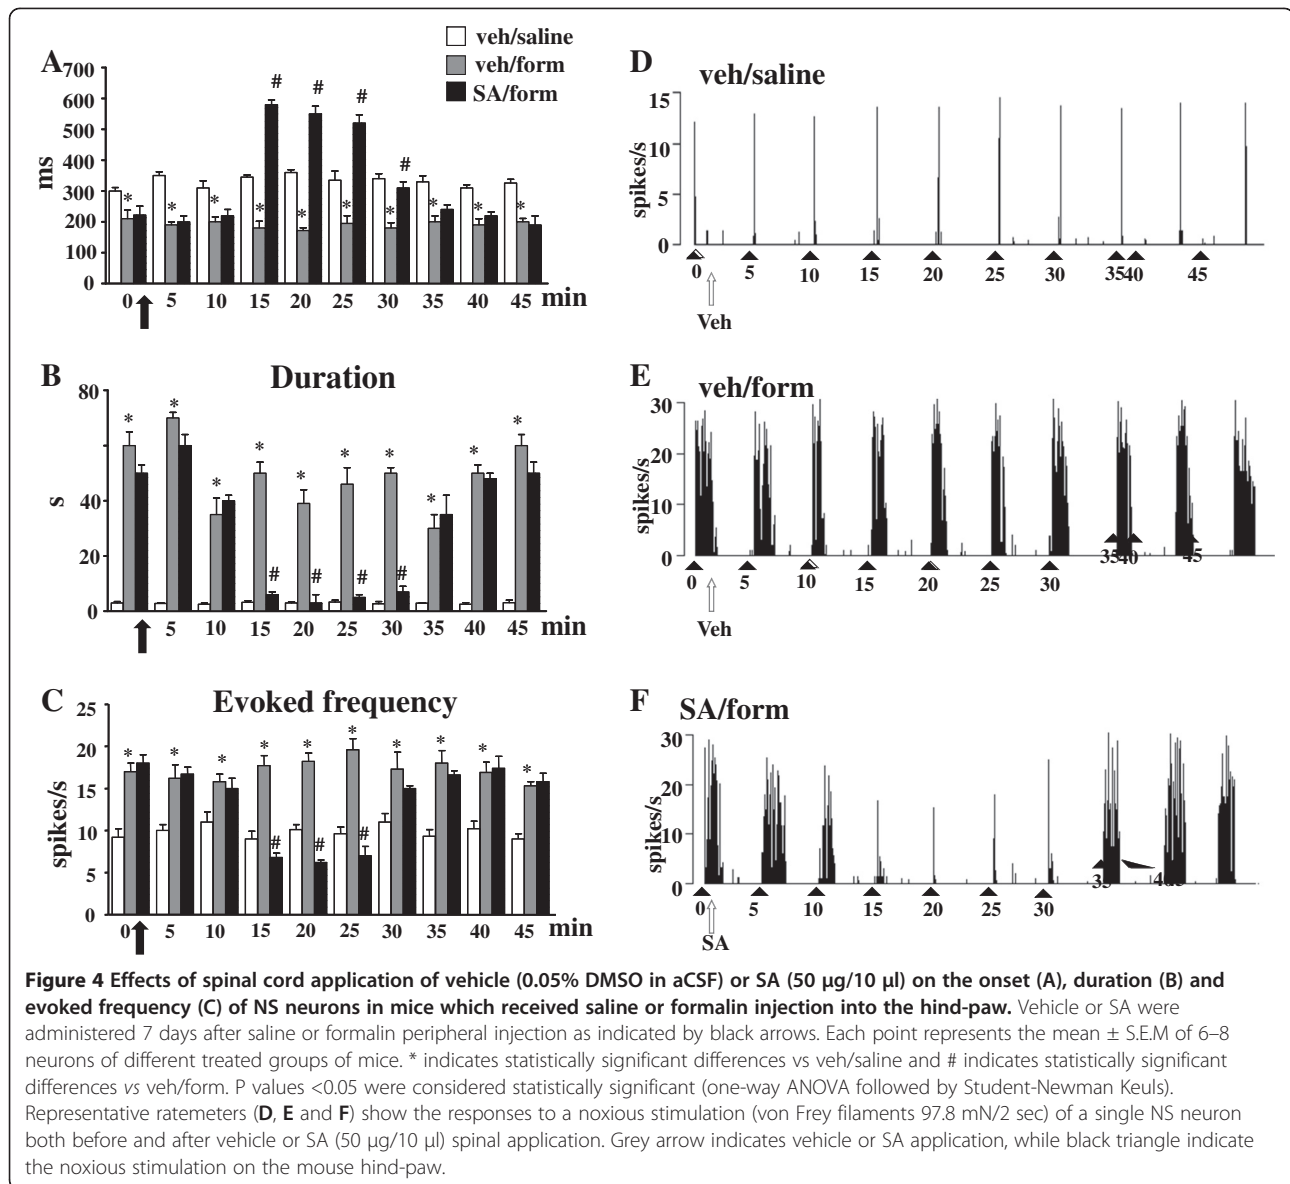 veh/saline
veh/form
SA/form
A
700
600
500
400
300
200
100
0
ms
# # # #
* * * * * * * * * *
0 5 10 15 20 25 30 35 40 45 min
B Duration
80
40
20
0
s
* * * * * * * * * *
# # # #
5 10 15 20 25 30 35 40 45 min
C Evoked frequency
25
20
15
10
5
0
spikes/s
* * * * * * * * * *
# # #
0 5 10 15 20 25 30 35 40 45 min
D veh/saline
15
10
5
0
spikes/s
0 5 10 15 20 25 30 35 40 45
Veh
E veh/form
30
20
10
0
spikes/s
0 5 10 15 20 25 30 35 40 45
Veh
F SA/form
30
20
10
0
spikes/s
0 5 10 15 20 25 30 35
SA
Figure 4 Effects of spinal cord application of vehicle (0.05% DMSO in aCSF) or SA (50 μg/10 μl) on the onset (A), duration (B) and
evoked frequency (C) of NS neurons in mice which received saline or formalin injection into the hind-paw. Vehicle or SA were
administered 7 days after saline or formalin peripheral injection as indicated by black arrows. Each point represents the mean ± S.E.M of 6–8
neurons of different treated groups of mice. * indicates statistically significant differences vs veh/saline and # indicates statistically significant
differences vs veh/form. P values <0.05 were considered statistically significant (one-way ANOVA followed by Student-Newman Keuls).
Representative ratemeters (D, E and F) show the responses to a noxious stimulation (von Frey filaments 97.8 mN/2 sec) of a single NS neuron
both before and after vehicle or SA (50 μg/10 μl) spinal application. Grey arrow indicates vehicle or SA application, while black triangle indicate
the noxious stimulation on the mouse hind-paw.